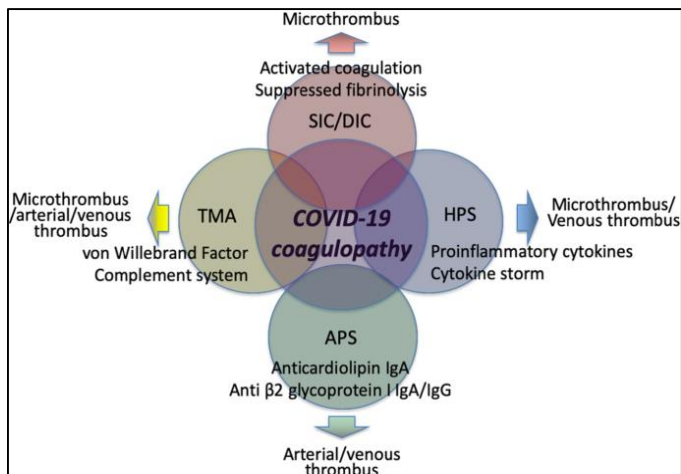 Microthrombus
Activated coagulation
Suppressed fibrinolysis
SIC/DIC
Microthrombus
/arterial/venous
thrombus
TMA
von Willebrand Factor
Complement system
COVID-19
coagulopathy
HPS
Proinflammatory cytokines
Cytokine storm
Microthrombus/
Venous thrombus
APS
Anticardiolipin IgA
Anti β2 glycoprotein I IgA/IgG
Arterial/venous
thrombus